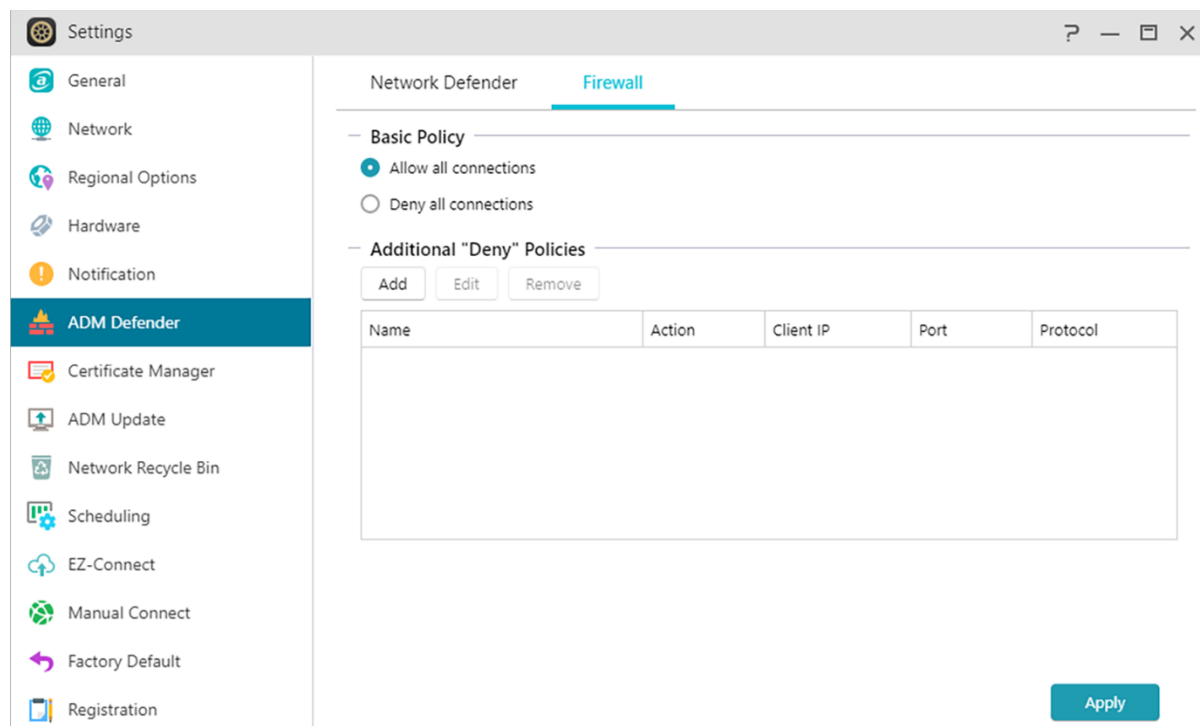 Settings
General
Network
Regional Options
Hardware
Notification
ADM Defender
Certificate Manager
ADM Update
Network Recycle Bin
Scheduling
EZ-Connect
Manual Connect
Factory Default
Registration
Network Defender Firewall
Basic Policy
Allow all connections
Deny all connections
Additional "Deny" Policies
Add Edit Remove
Name Action Client IP Port Protocol
Apply